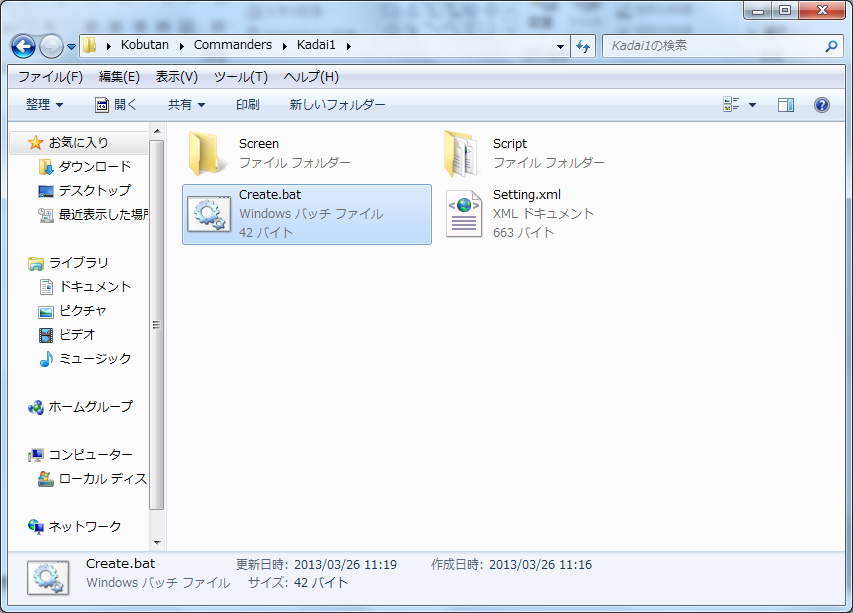 Kobutan Commanders Kadai1 Kadai1の検索
ファイル(F) 編集(E) 表示(V) ツール(T) ヘルプ(H)
整理 開く 共有 印刷 新しいフォルダー
お気に入り
ダウンロード
デスクトップ
最近表示した場所
ライブラリ
ドキュメント
ピクチャ
ビデオ
ミュージック
ホームグループ
コンピューター
ローカル ディス
ネットワーク
Screen
ファイル フォルダー
Script
ファイル フォルダー
Create.bat
Windows バッチ ファイル
42 バイト
Setting.xml
XML ドキュメント
663 バイト
Create.bat 更新日時: 2013/03/26 11:19 作成日時: 2013/03/26 11:16
Windows バッチ ファイル サイズ: 42 バイト